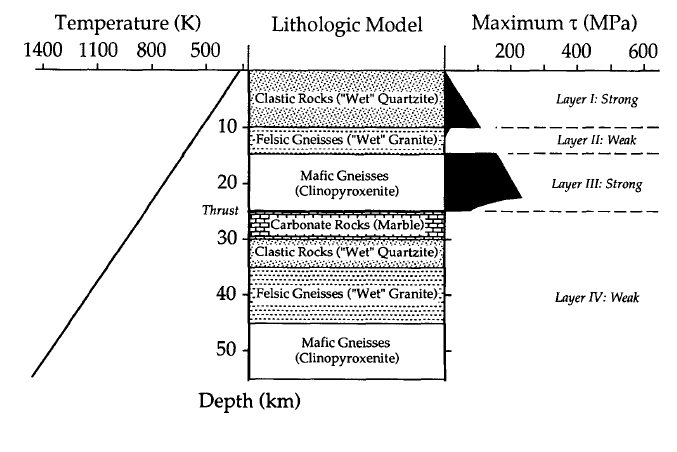 Temperature (K)
Lithologic Model
Maximum τ (MPa)
1400 1100 800 500
200 400 600
Clastic Rocks ("Wet" Quartzite)
Layer I: Strong
10
Felsic Gneisses ("Wet" Granite)
Layer II: Weak
Mafic Gneisses
(Clinopyroxenite)
20
Layer III: Strong
Thrust
Carbonate Rocks (Marble)
30
Clastic Rocks ("Wet" Quartzite)
40
Felsic Gneisses ("Wet" Granite)
Layer IV: Weak
Mafic Gneisses
(Clinopyroxenite)
50
Depth (km)